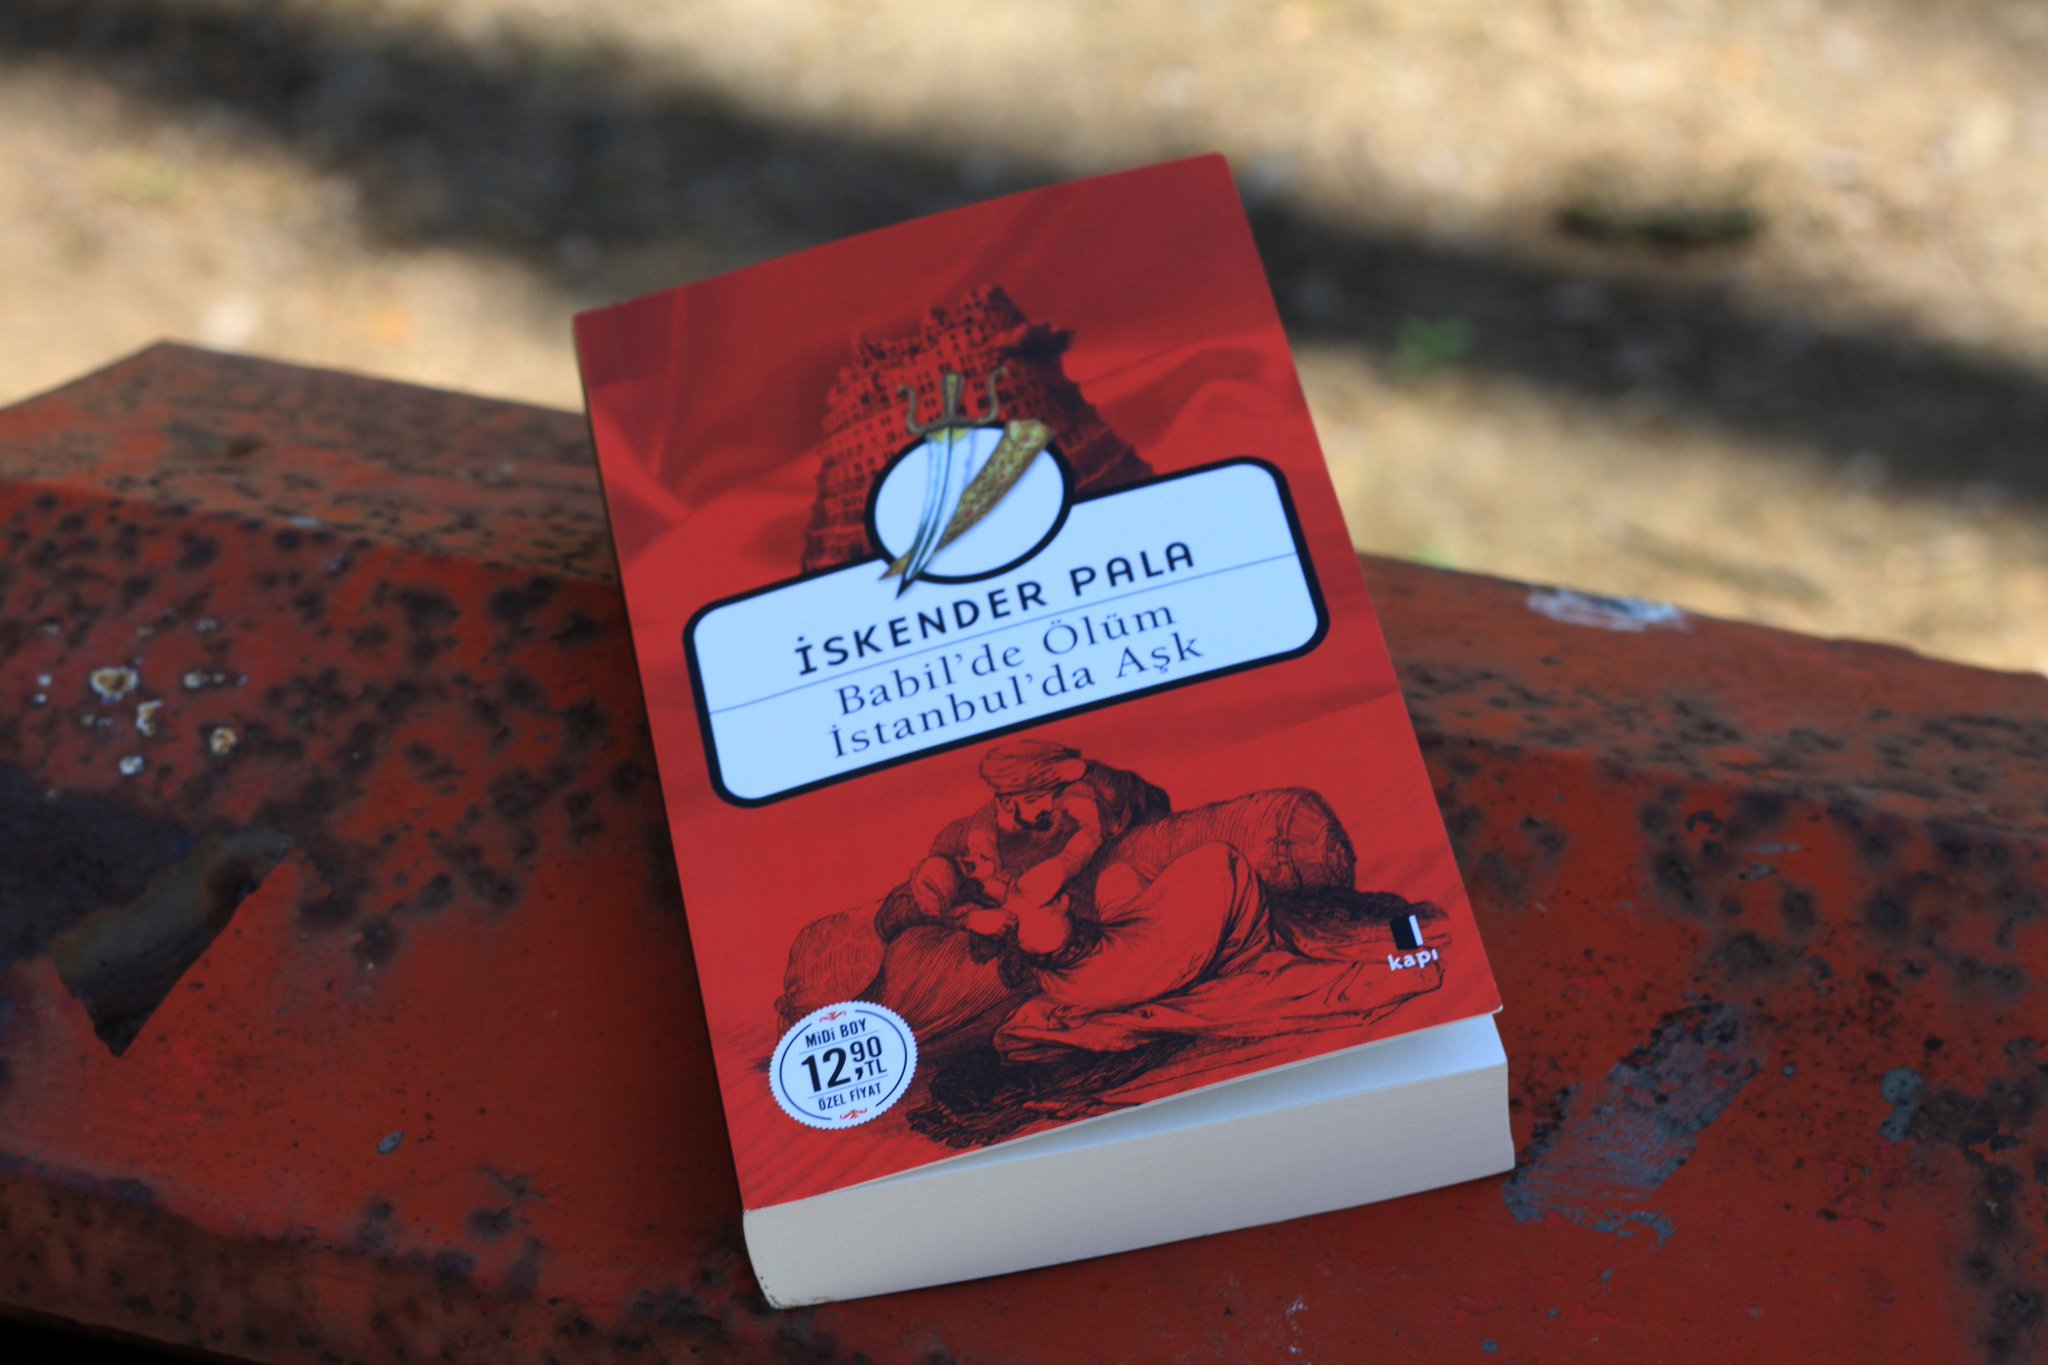 İSKENDER PALA
Babil'de Ölüm
İstanbul'da Aşk
kapı
MİDİ BOY
12,90 TL
ÖZEL FİYAT